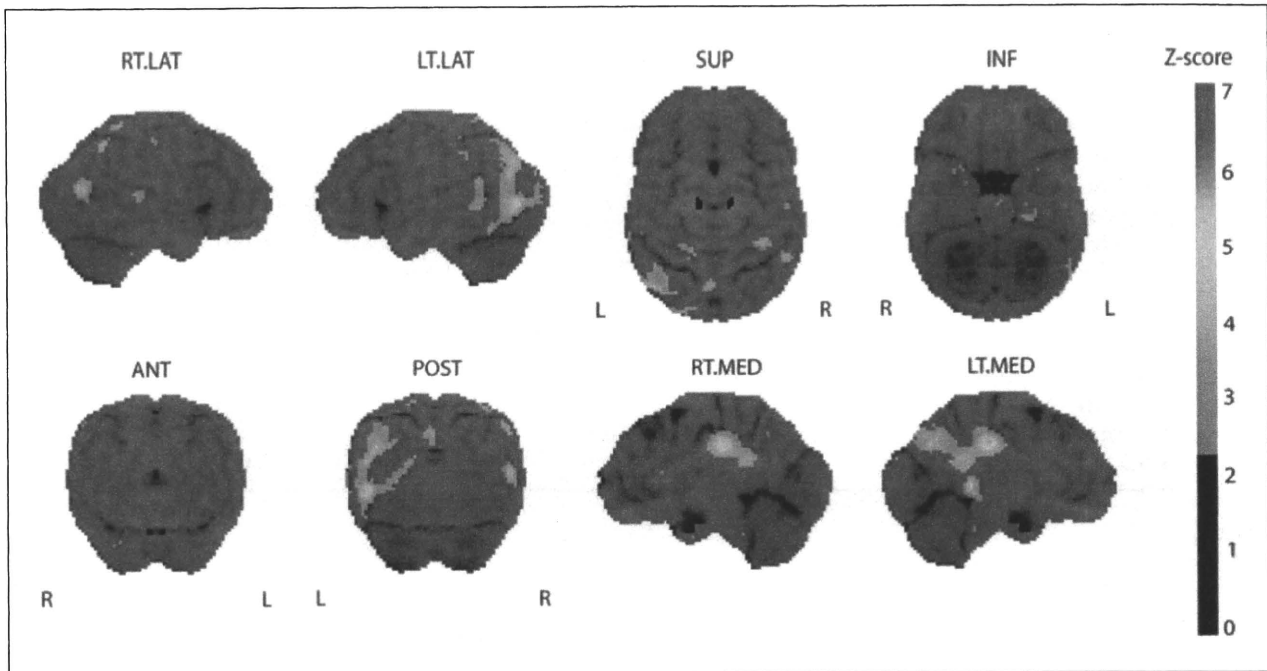 RT.LAT LT.LAT SUP INF Z-score
7
6
5
4
3
2
1
0
L R R L
ANT POST RT.MED LT.MED
R L L R